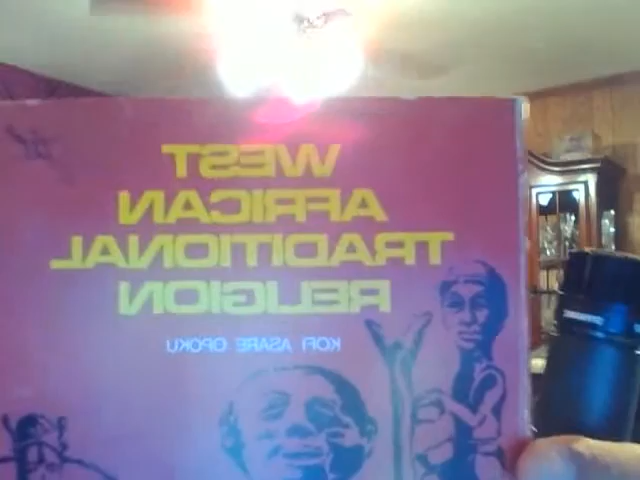 WEST
AFRICAN
TRADITIONAL
RELIGION
KOFI ASARE OPOKU